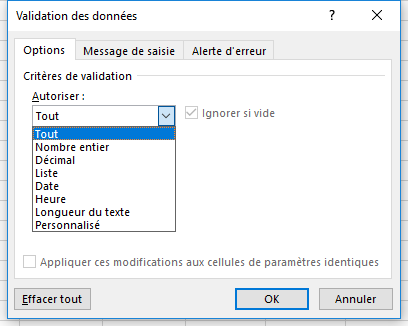 Validation des données
?
Options
Message de saisie
Alerte d'erreur
Critères de validation
Autoriser :
Tout
Ignorer si vide
Tout
Nombre entier
Décimal
Liste
Date
Heure
Longueur du texte
Personnalisé
Appliquer ces modifications aux cellules de paramètres identiques
Effacer tout
OK
Annuler